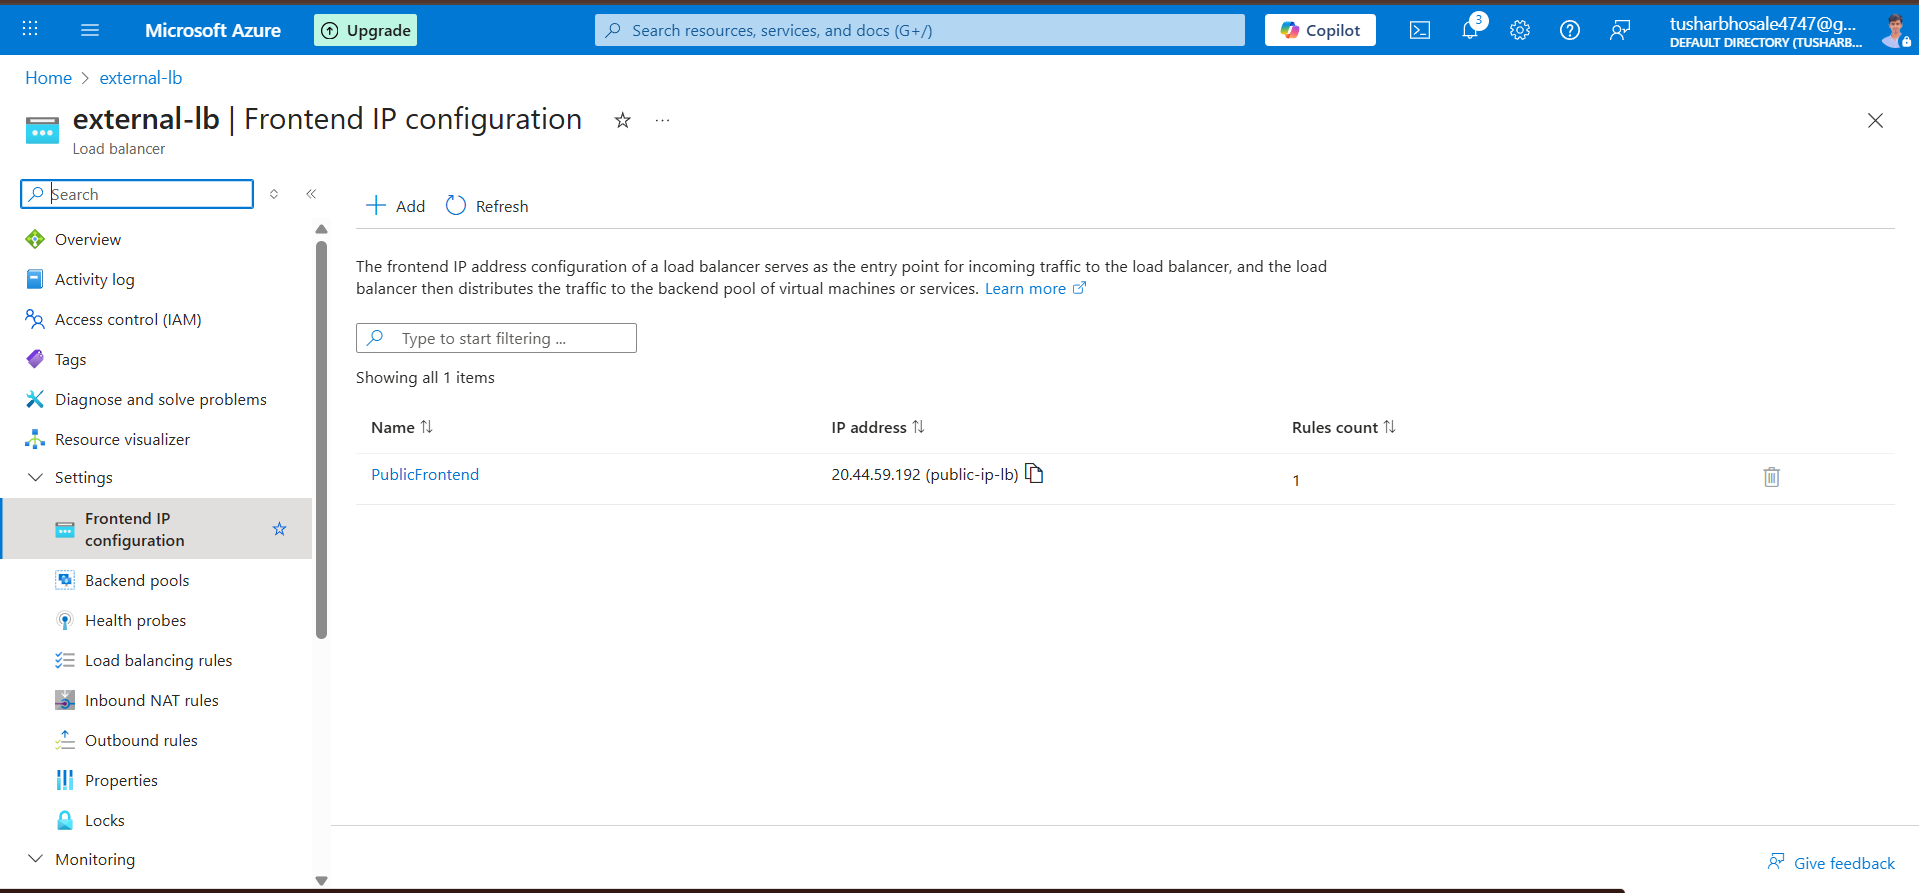 Microsoft Azure
Upgrade
Search resources, services, and docs (G+/)
Copilot
3
tusharbhosale4747@g...
DEFAULT DIRECTORY (TUSHARB...
Home > external-lb
external-lb | Frontend IP configuration
...
Load balancer
Search
Add
Refresh
Overview
Activity log
Access control (IAM)
Tags
Diagnose and solve problems
Resource visualizer
Settings
Frontend IP
configuration
Backend pools
Health probes
Load balancing rules
Inbound NAT rules
Outbound rules
Properties
Locks
Monitoring
The frontend IP address configuration of a load balancer serves as the entry point for incoming traffic to the load balancer, and the load
balancer then distributes the traffic to the backend pool of virtual machines or services. Learn more
Type to start filtering ...
Showing all 1 items
Name IP address Rules count
PublicFrontend 20.44.59.192 (public-ip-lb) 1
Give feedback